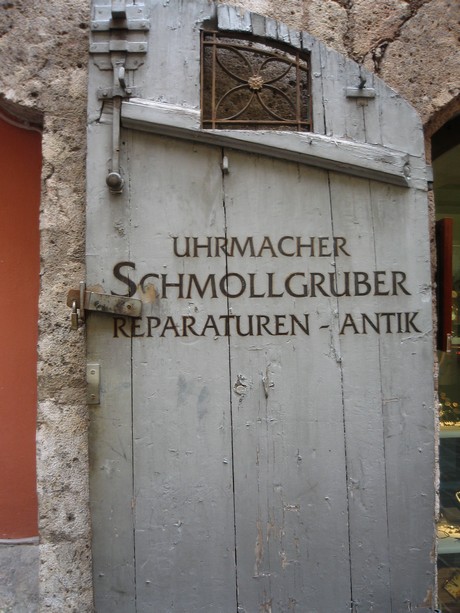 UHRMACHER
SCHMOLLGRUBER
REPARATUREN - ANTIK